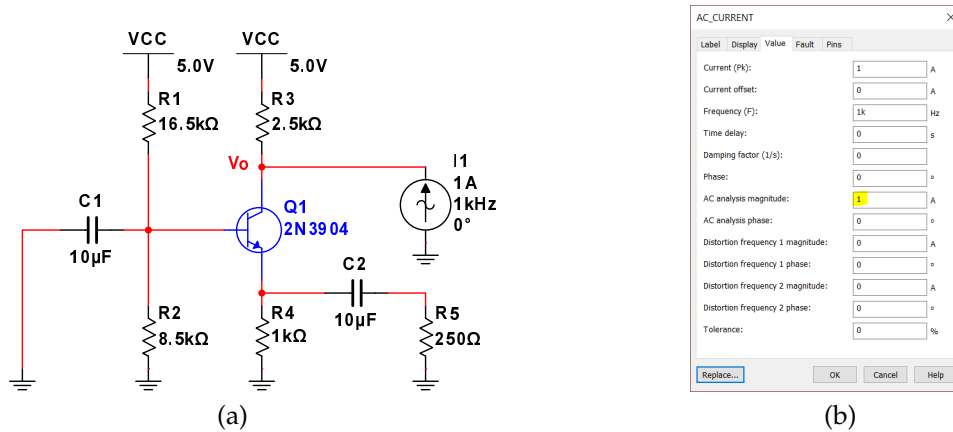 VCC
5.0V
R1
16.5kΩ
VCC
5.0V
R3
2.5kΩ
Vo
I1
1A
1kHz
0°
C1
10µF
Q1
2N3904
C2
10µF
R2
8.5kΩ
R4
1kΩ
R5
250Ω
(a)
AC_CURRENT
Label Display Value Fault Pins
Current (Pk): 1 A
Current offset: 0 A
Frequency (F): 1k Hz
Time delay: 0 s
Damping factor (1/s): 0
Phase: 0 °
AC analysis magnitude: 1 A
AC analysis phase: 0 °
Distortion frequency 1 magnitude: 0 A
Distortion frequency 1 phase: 0 °
Distortion frequency 2 magnitude: 0 A
Distortion frequency 2 phase: 0 °
Tolerance: 0 %
Replace... OK Cancel Help
(b)